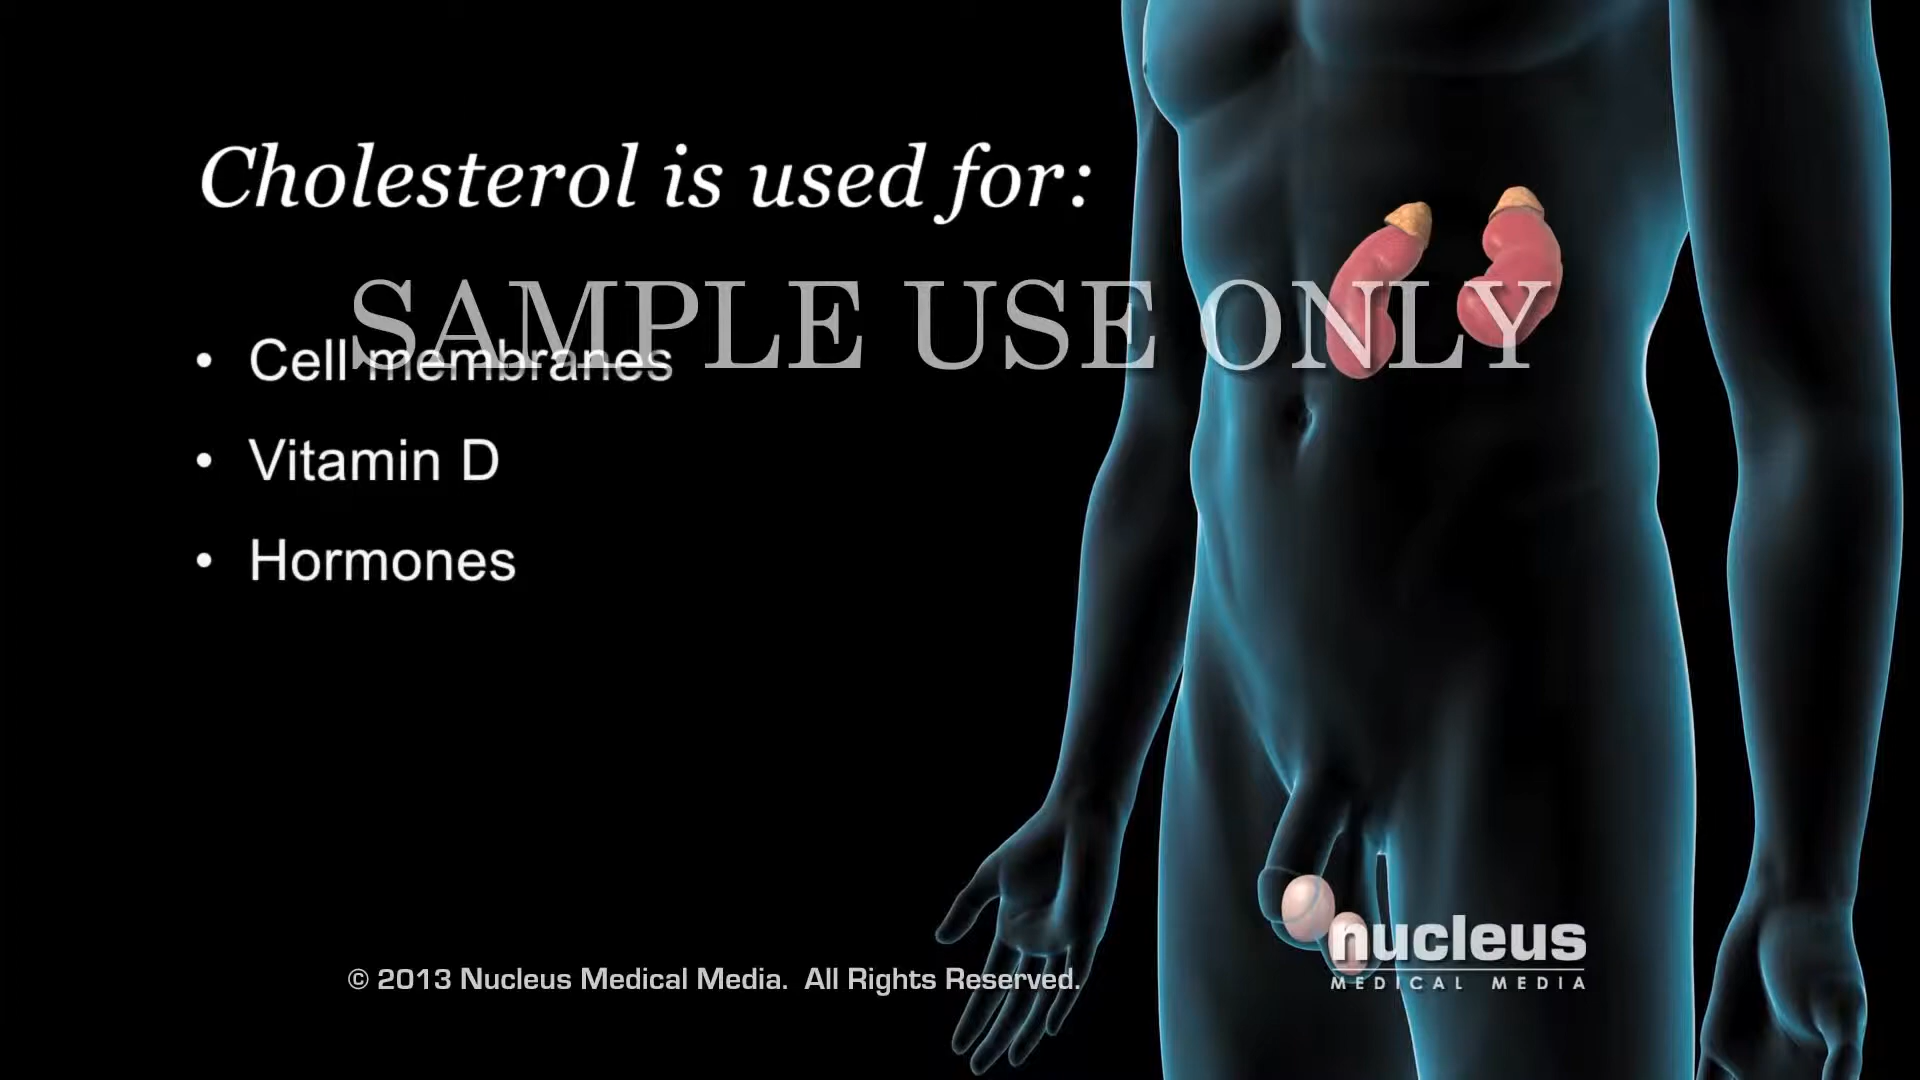 Cholesterol is used for:
SAMPLE USE ONLY
• Cell membranes
• Vitamin D
• Hormones
nucleus
MEDICAL MEDIA
© 2013 Nucleus Medical Media. All Rights Reserved.